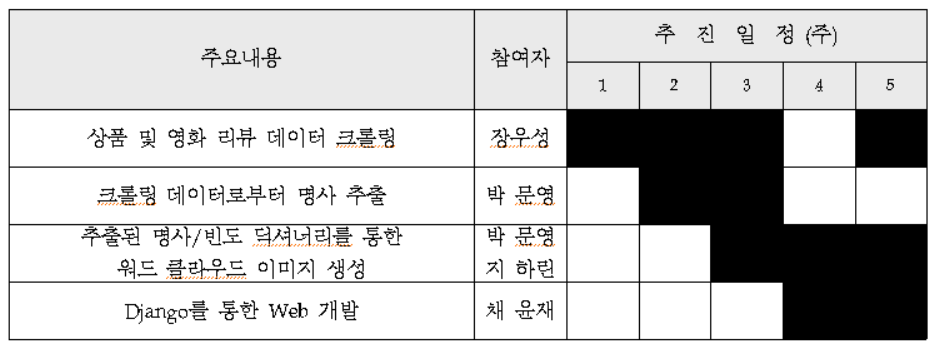 주요내용 참여자 추 진 일 정 (주)
1 2 3 4 5
상품 및 영화 리뷰 데이터 크롤링 장우성
크롤링 데이터로부터 명사 추출 박 문영
추출된 명사/빈도 딕셔너리를 통한 박 문영
워드 클라우드 이미지 생성 지 하린
Django를 통한 Web 개발 채 윤재